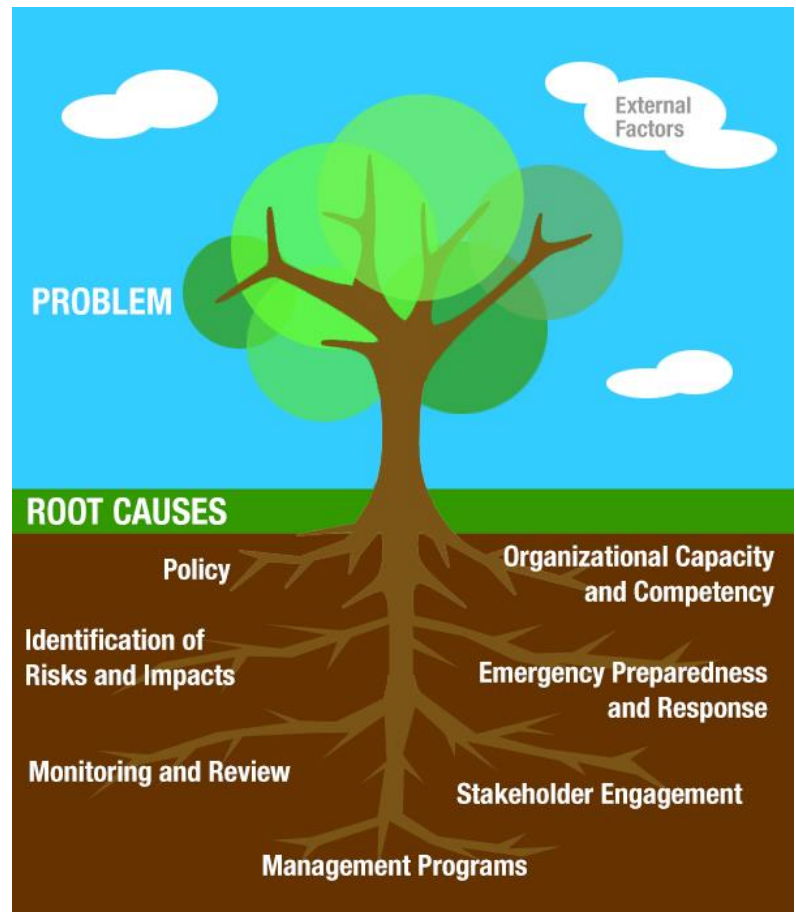 External
Factors
PROBLEM
ROOT CAUSES
Policy
Organizational Capacity
and Competency
Identification of
Risks and Impacts
Emergency Preparedness
and Response
Monitoring and Review
Stakeholder Engagement
Management Programs